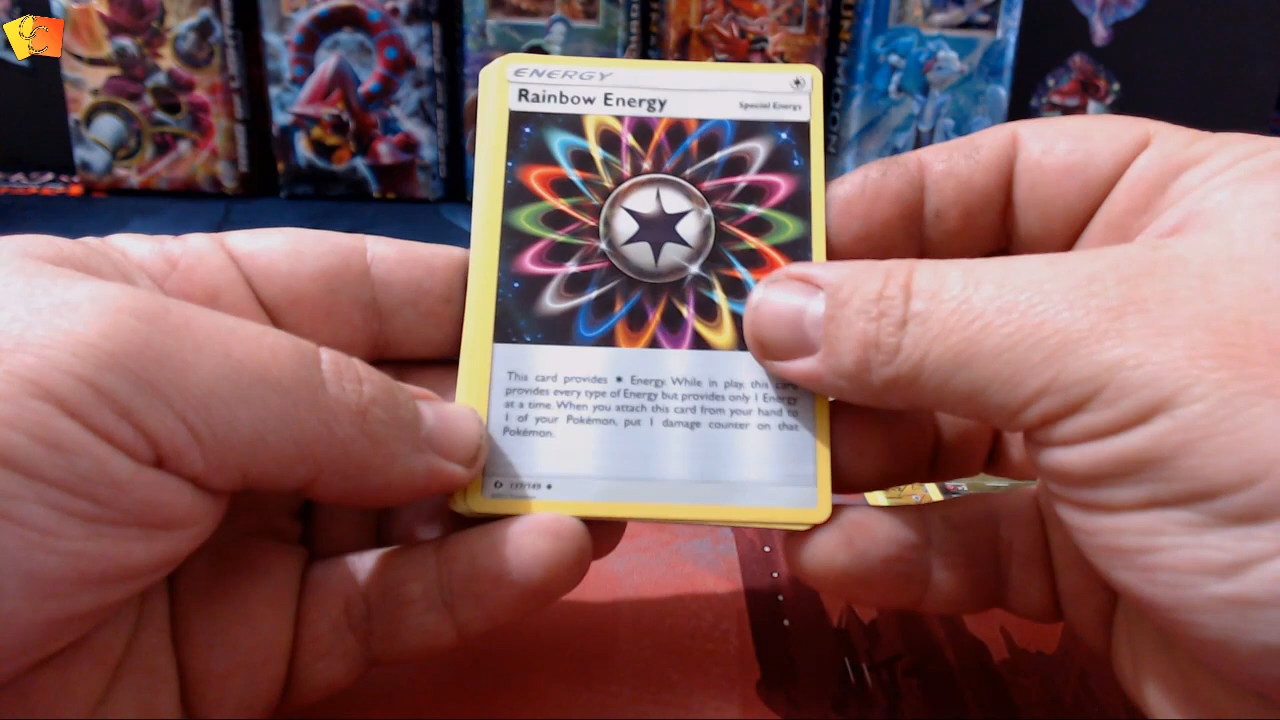 ENERGY
Rainbow Energy
Special Energy
This card provides * Energy. While in play, this card
provides every type of Energy but provides only 1 Energy
at a time. When you attach this card from your hand to
1 of your Pokémon, put 1 damage counter on that
Pokémon.
137/149